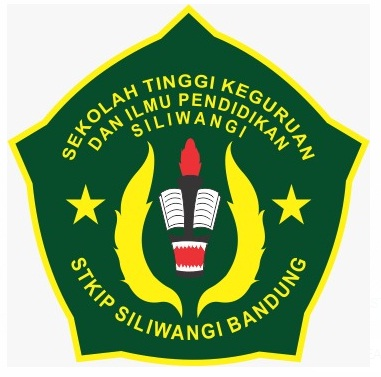 SEKOLAH TINGGI KEGURUAN
DAN ILMU PENDIDIKAN
SILIWANGI
STKIP SILIWANGI BANDUNG